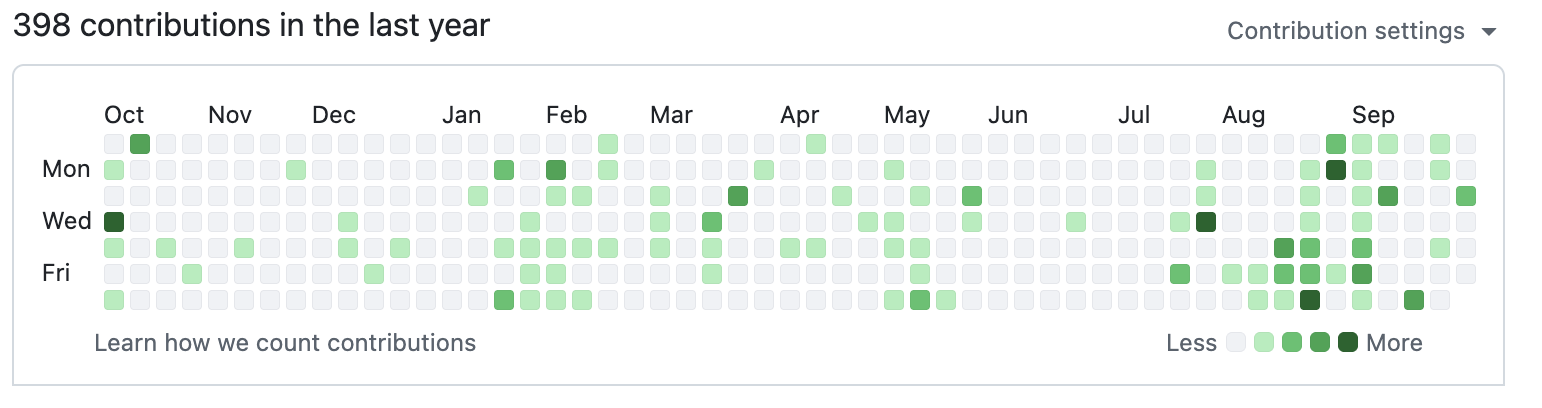 398 contributions in the last year
Contribution settings
Oct Nov Dec Jan Feb Mar Apr May Jun Jul Aug Sep
Mon
Wed
Fri
Learn how we count contributions
Less More